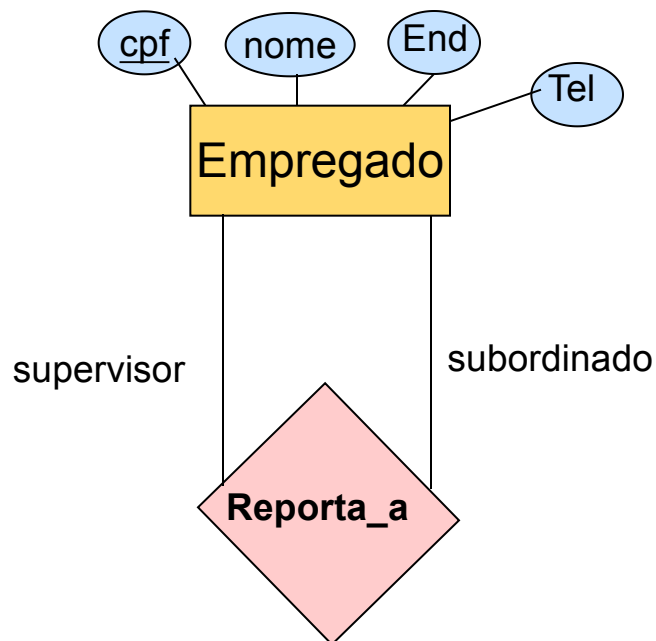 cpf
nome
End
Tel
Empregado
supervisor
subordinado
Reporta_a